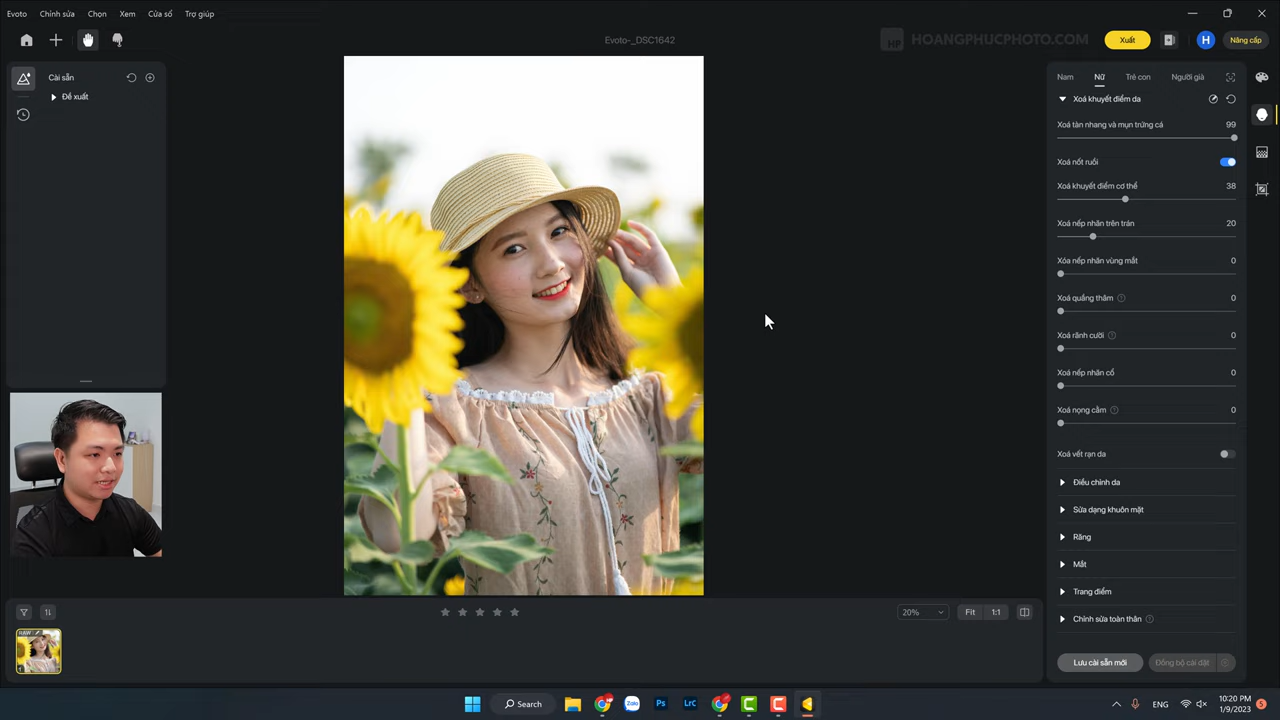 Evoto Chỉnh sửa Chọn Xem Cửa sổ Trợ giúp
Evoto-_DSC1642
HP HOANGPHUCPHOTO.COM
Xuất
H
Nâng cấp
Cài sẵn
Đề xuất
Nam Nữ Trẻ con Người già
Xoá khuyết điểm da
Xoá tàn nhang và mụn trứng cá 99
Xoá nốt ruồi
Xoá khuyết điểm cơ thể 38
Xoá nếp nhăn trên trán 20
Xóa nếp nhăn vùng mắt 0
Xoá quầng thâm 0
Xoá rãnh cười 0
Xoá nếp nhăn cổ 0
Xoá nọng cằm 0
Xoá vết rạn da
Điều chỉnh da
Sửa dạng khuôn mặt
Răng
Mắt
Trang điểm
Chỉnh sửa toàn thân
20% Fit 1:1
RAW
Lưu cài sẵn mới
Đồng bộ cài đặt
Search
Zalo
Ps
LrC
ENG
10:20 PM
1/9/2023
5